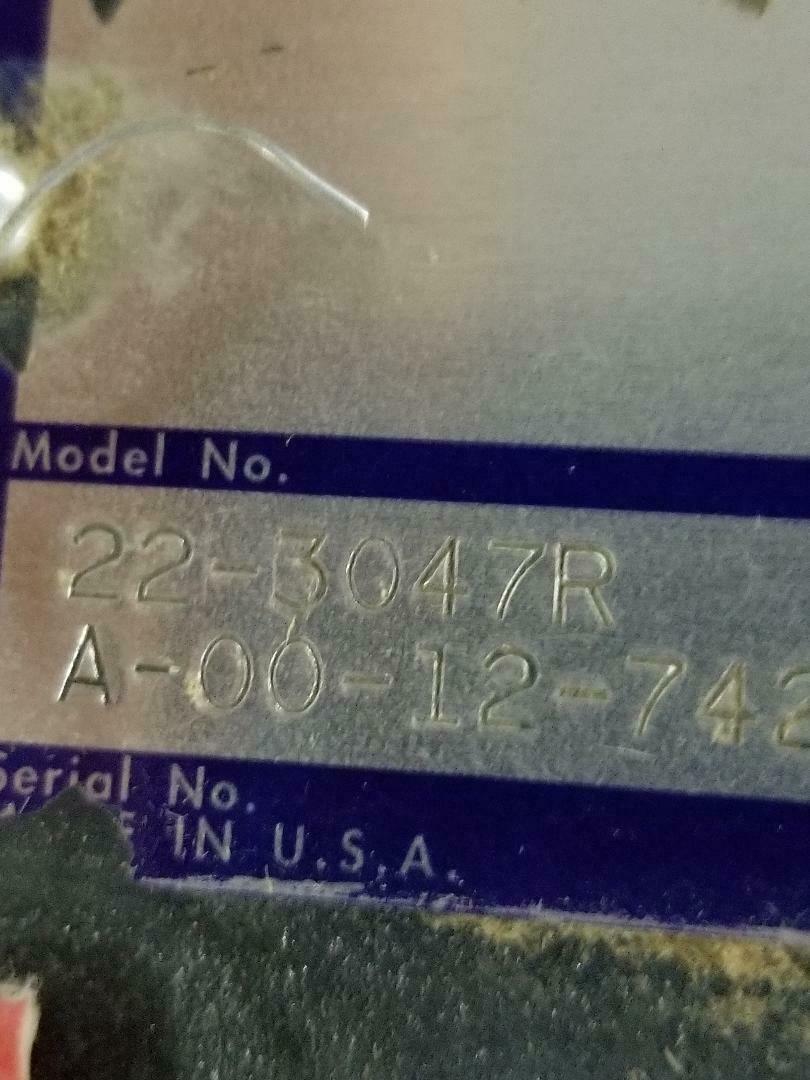 Model No.
22-3047R
A-00-12-742
Serial No.
IN U.S.A.